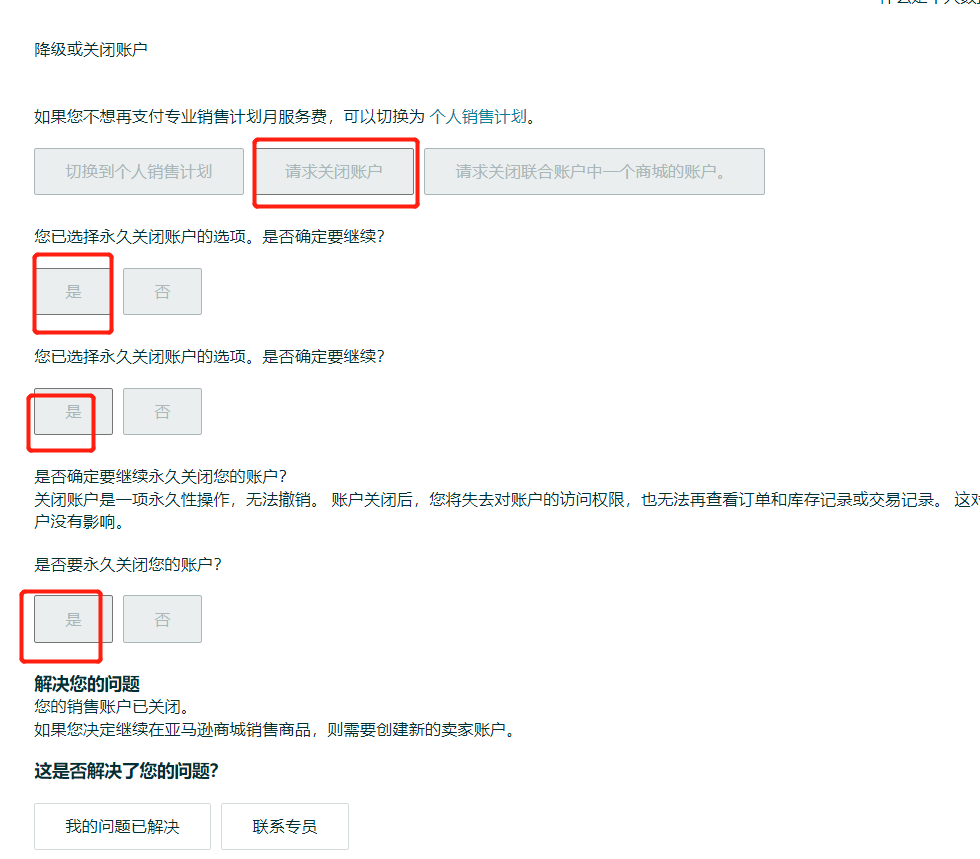 降级或关闭账户
如果您不想再支付专业销售计划月服务费，可以切换为 个人销售计划。
切换到个人销售计划 请求关闭账户 请求关闭联合账户中一个商城的账户。
您已选择永久关闭账户的选项。是否确定要继续？
是 否
您已选择永久关闭账户的选项。是否确定要继续？
是 否
是否确定要继续永久关闭您的账户？
关闭账户是一项永久性操作，无法撤销。 账户关闭后，您将失去对账户的访问权限，也无法再查看订单和库存记录或交易记录。 这对
户没有影响。
是否要永久关闭您的账户？
是 否
解决您的问题
您的销售账户已关闭。
如果您决定继续在亚马逊商城销售商品，则需要创建新的卖家账户。
这是否解决了您的问题？
我的问题已解决 联系专员